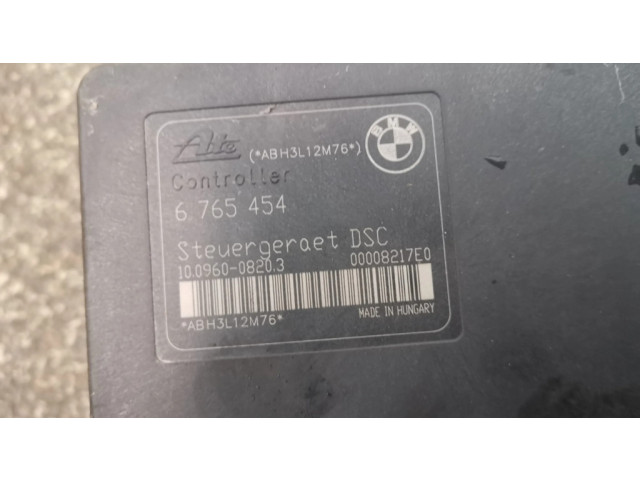 Ate (*ABH3L12M76*) BMW
Controller
6 765 454
Steuergeraet DSC
10.0960-0820.3 00008217E0
*ABH3L12M76*
MADE IN HUNGARY